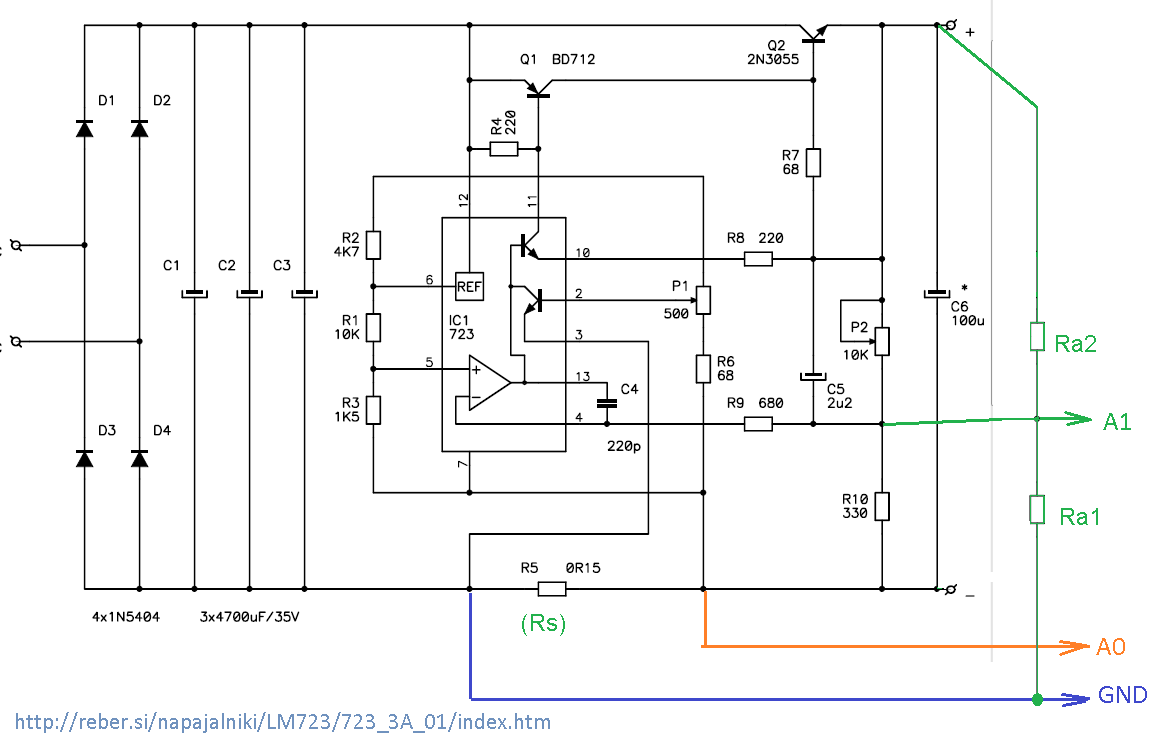 +
Q2
2N3055
Q1 BD712
D1
D2
R4
220
R7
68
12
11
R2
4K7
R8 220
10
C1
C2
C3
6
REF
2
P1
500
*
C6
100u
R1
10K
IC1
723
3
P2
10K
Ra2
5
+
13
R6
68
C4
C5
2u2
R3
1K5
-
4
R9 680
A1
D3
D4
220p
7
R10
330
Ra1
R5 0R15
-
4x1N5404
3x4700uF/35V
(Rs)
A0
GND
http://reber.si/napajalniki/LM723/723_3A_01/index.htm